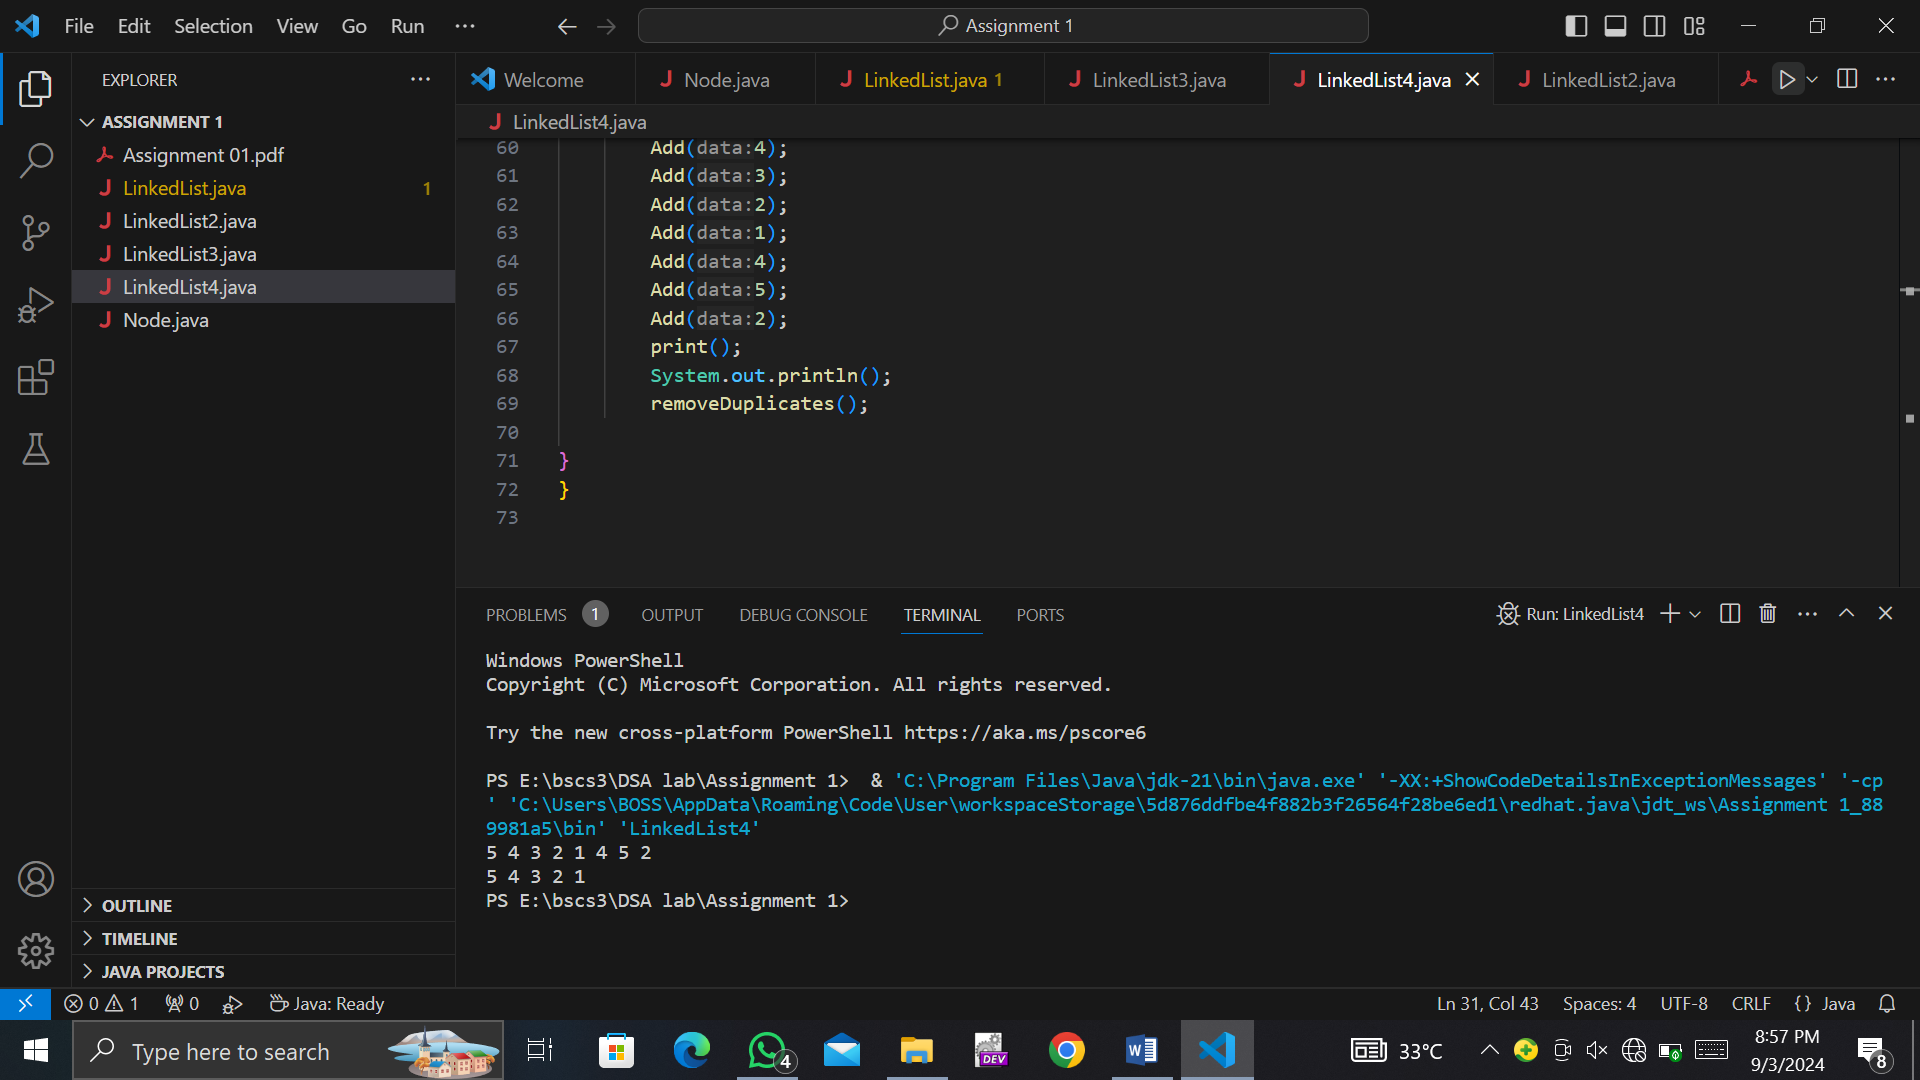 File Edit Selection View Go Run ···
Assignment 1
EXPLORER ···
ASSIGNMENT 1
Assignment 01.pdf
LinkedList.java 1
LinkedList2.java
LinkedList3.java
LinkedList4.java
Node.java
OUTLINE
TIMELINE
JAVA PROJECTS
Welcome Node.java LinkedList.java 1 LinkedList3.java LinkedList4.java LinkedList2.java ···
LinkedList4.java
60 Add(data:4);
61 Add(data:3);
62 Add(data:2);
63 Add(data:1);
64 Add(data:4);
65 Add(data:5);
66 Add(data:2);
67 print();
68 System.out.println();
69 removeDuplicates();
70
71 }
72 }
73
PROBLEMS 1 OUTPUT DEBUG CONSOLE TERMINAL PORTS Run: LinkedList4 ···
Windows PowerShell
Copyright (C) Microsoft Corporation. All rights reserved.
Try the new cross-platform PowerShell https://aka.ms/pscore6
PS E:\bscs3\DSA lab\Assignment 1>  & 'C:\Program Files\Java\jdk-21\bin\java.exe' '-XX:+ShowCodeDetailsInExceptionMessages' '-cp
' 'C:\Users\BOSS\AppData\Roaming\Code\User\workspaceStorage\5d876ddfbe4f882b3f26564f28be6ed1\redhat.java\jdt_ws\Assignment 1_88
9981a5\bin' 'LinkedList4'
5 4 3 2 1 4 5 2
5 4 3 2 1
PS E:\bscs3\DSA lab\Assignment 1>
0 1 0 Java: Ready Ln 31, Col 43 Spaces: 4 UTF-8 CRLF {} Java
Type here to search 4 DEV 33°C 8:57 PM
9/3/2024 8